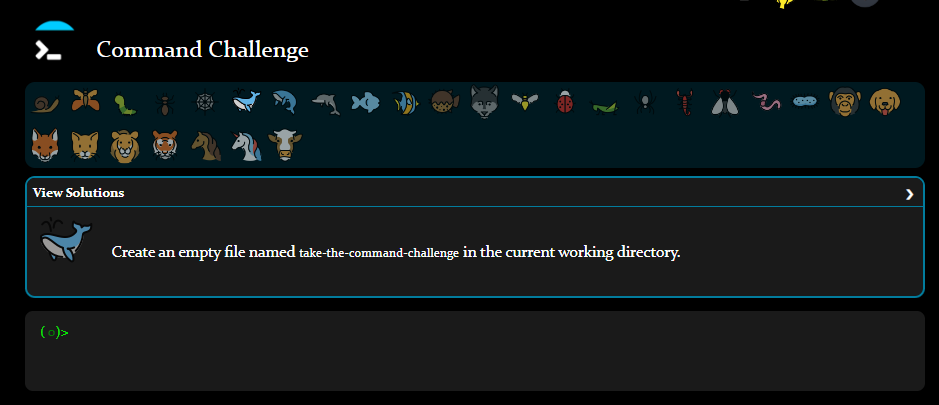 Command Challenge
View Solutions
Create an empty file named take-the-command-challenge in the current working directory.
(○)>